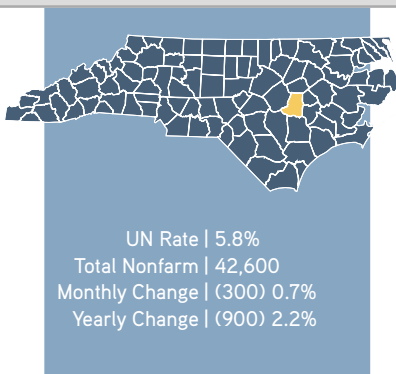 UN Rate | 5.8%
Total Nonfarm | 42,600
Monthly Change | (300) 0.7%
Yearly Change | (900) 2.2%